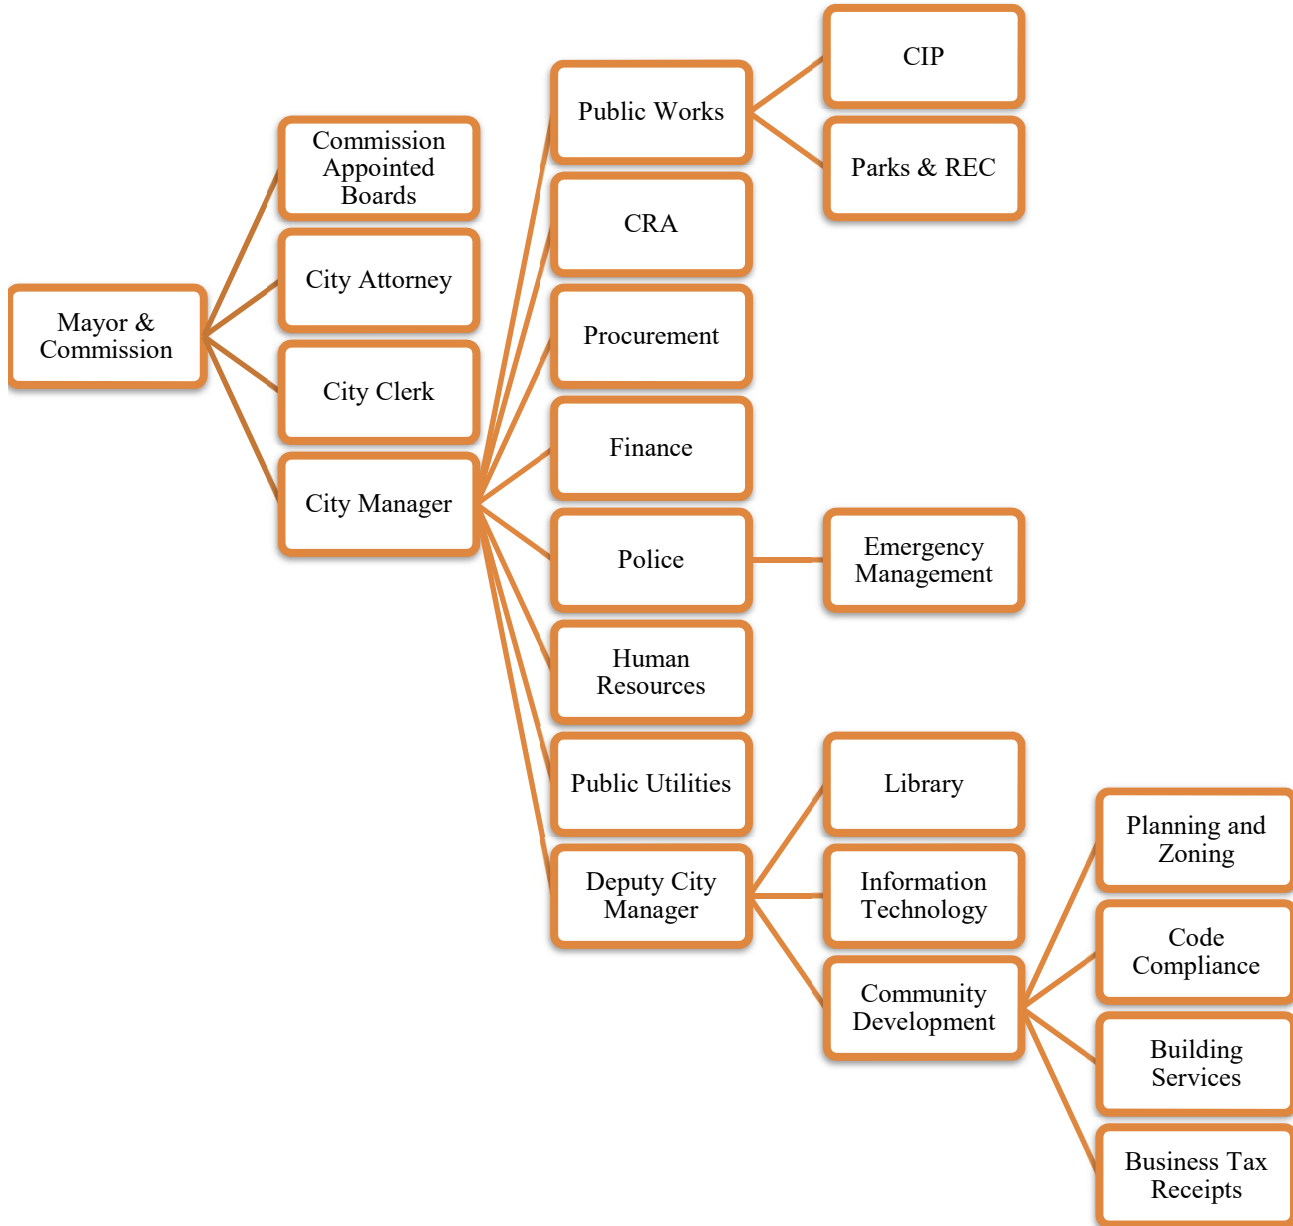 Mayor &
Commission
Commission
Appointed
Boards
City Attorney
City Clerk
City Manager
Public Works
CRA
Procurement
Finance
Police
Human
Resources
Public Utilities
Deputy City
Manager
CIP
Parks & REC
Emergency
Management
Library
Information
Technology
Community
Development
Planning and
Zoning
Code
Compliance
Building
Services
Business Tax
Receipts